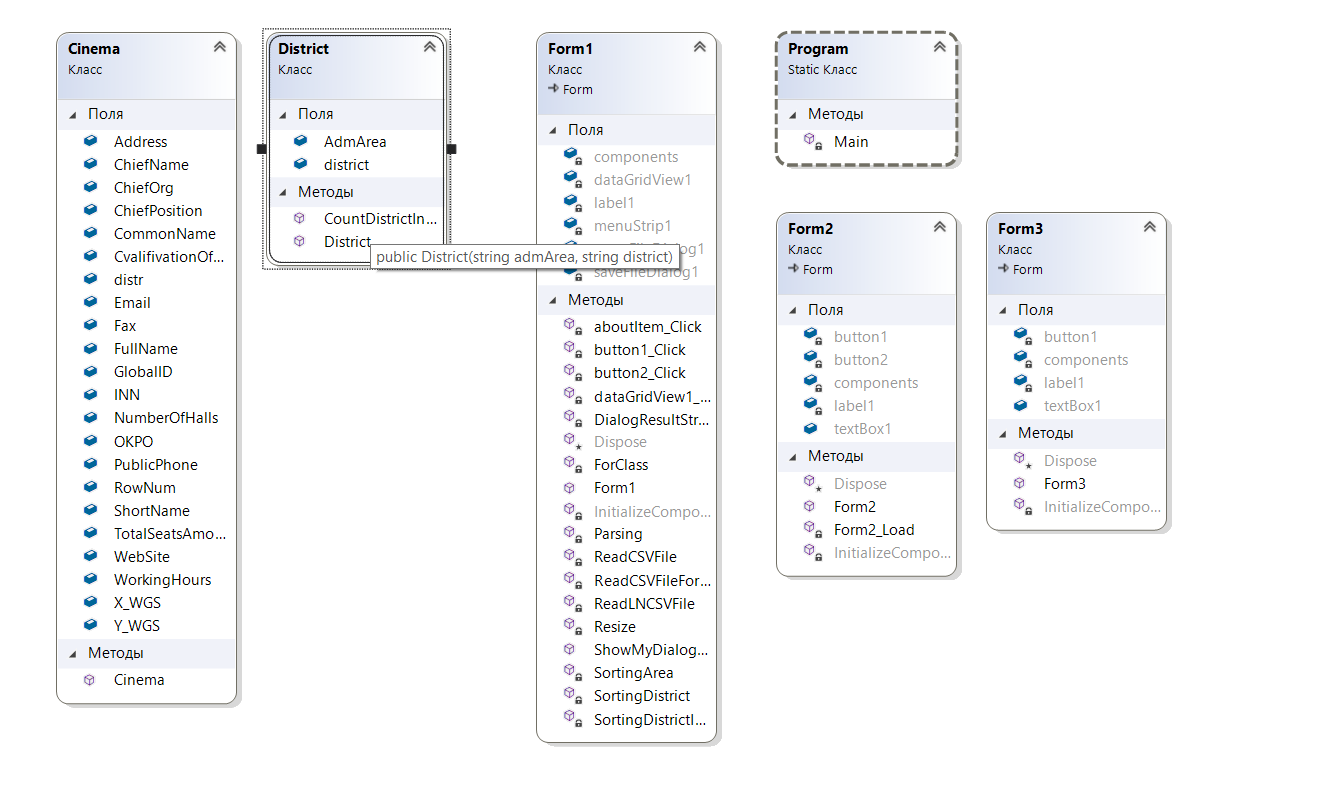 Cinema
Класс
Поля
Address
ChiefName
ChiefOrg
ChiefPosition
CommonName
CvalifivationOf...
distr
Email
Fax
FullName
GlobalID
INN
NumberOfHalls
OKPO
PublicPhone
RowNum
ShortName
TotalSeatsAmo...
WebSite
WorkingHours
X_WGS
Y_WGS
Методы
Cinema
District
Класс
Поля
AdmArea
district
Методы
CountDistrictIn...
District
public District(string admArea, string district)
Form1
Класс
Form
Поля
components
dataGridView1
label1
menuStrip1
saveFileDialog1
Методы
aboutItem_Click
button1_Click
button2_Click
dataGridView1_...
DialogResultStr...
Dispose
ForClass
Form1
InitializeCompo...
Parsing
ReadCSVFile
ReadCSVFileFor...
ReadLNCSVFile
Resize
ShowMyDialog...
SortingArea
SortingDistrict
SortingDistrictI...
Program
Static Класс
Методы
Main
Form2
Класс
Form
Поля
button1
button2
components
label1
textBox1
Методы
Dispose
Form2
Form2_Load
InitializeCompo...
Form3
Класс
Form
Поля
button1
components
label1
textBox1
Методы
Dispose
Form3
InitializeCompo...